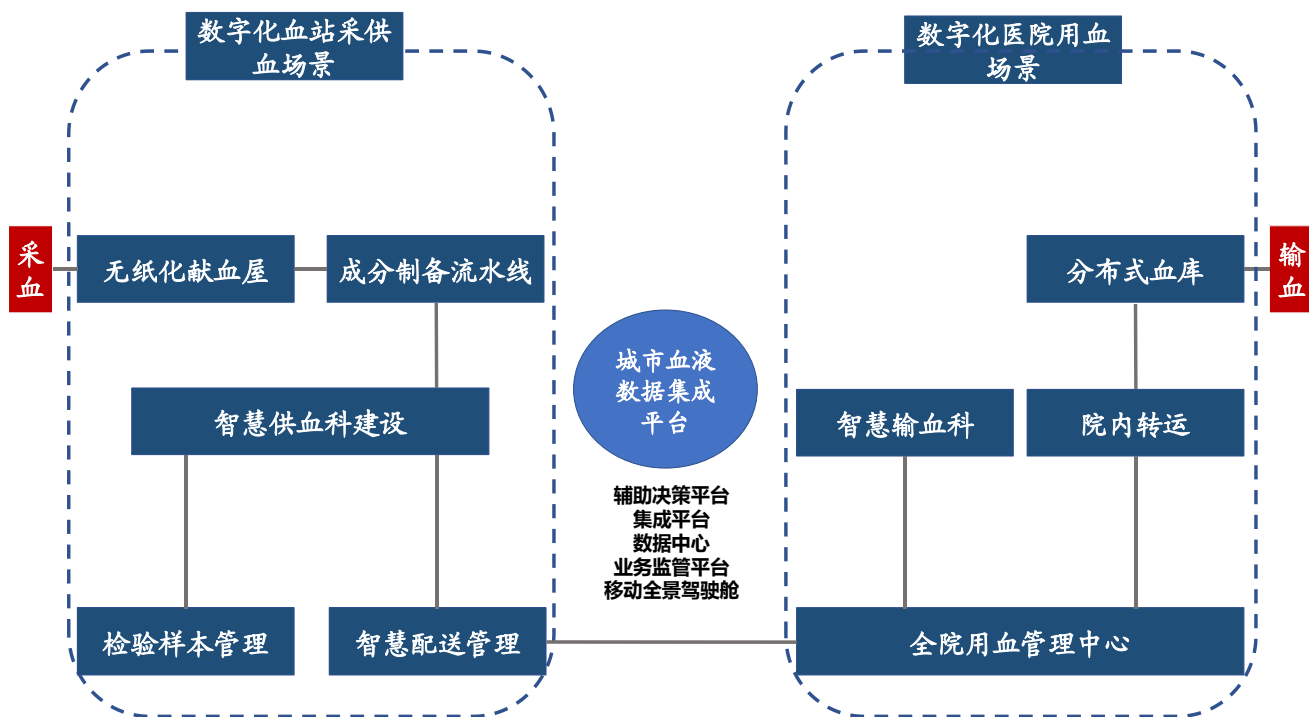 数字化血站采供
血场景
数字化医院用血
场景
采
血
无纸化献血屋
成分制备流水线
分布式血库
输
血
城市血液
数据集成
平台
智慧供血科建设
智慧输血科
院内转运
辅助决策平台
集成平台
数据中心
业务监管平台
移动全景驾驶舱
检验样本管理
智慧配送管理
全院用血管理中心